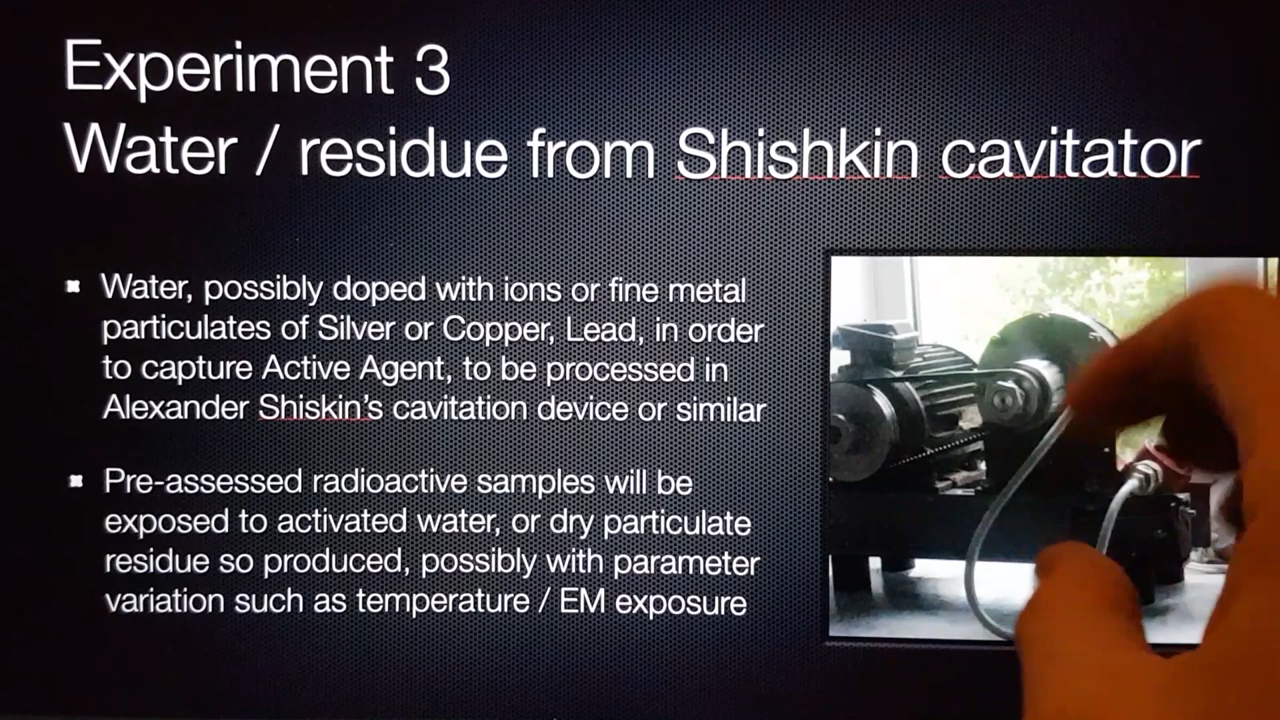 Experiment 3
Water / residue from Shishkin cavitator
Water, possibly doped with ions or fine metal
particulates of Silver or Copper, Lead, in order
to capture Active Agent, to be processed in
Alexander Shiskin's cavitation device or similar
Pre-assessed radioactive samples will be
exposed to activated water, or dry particulate
residue so produced, possibly with parameter
variation such as temperature / EM exposure